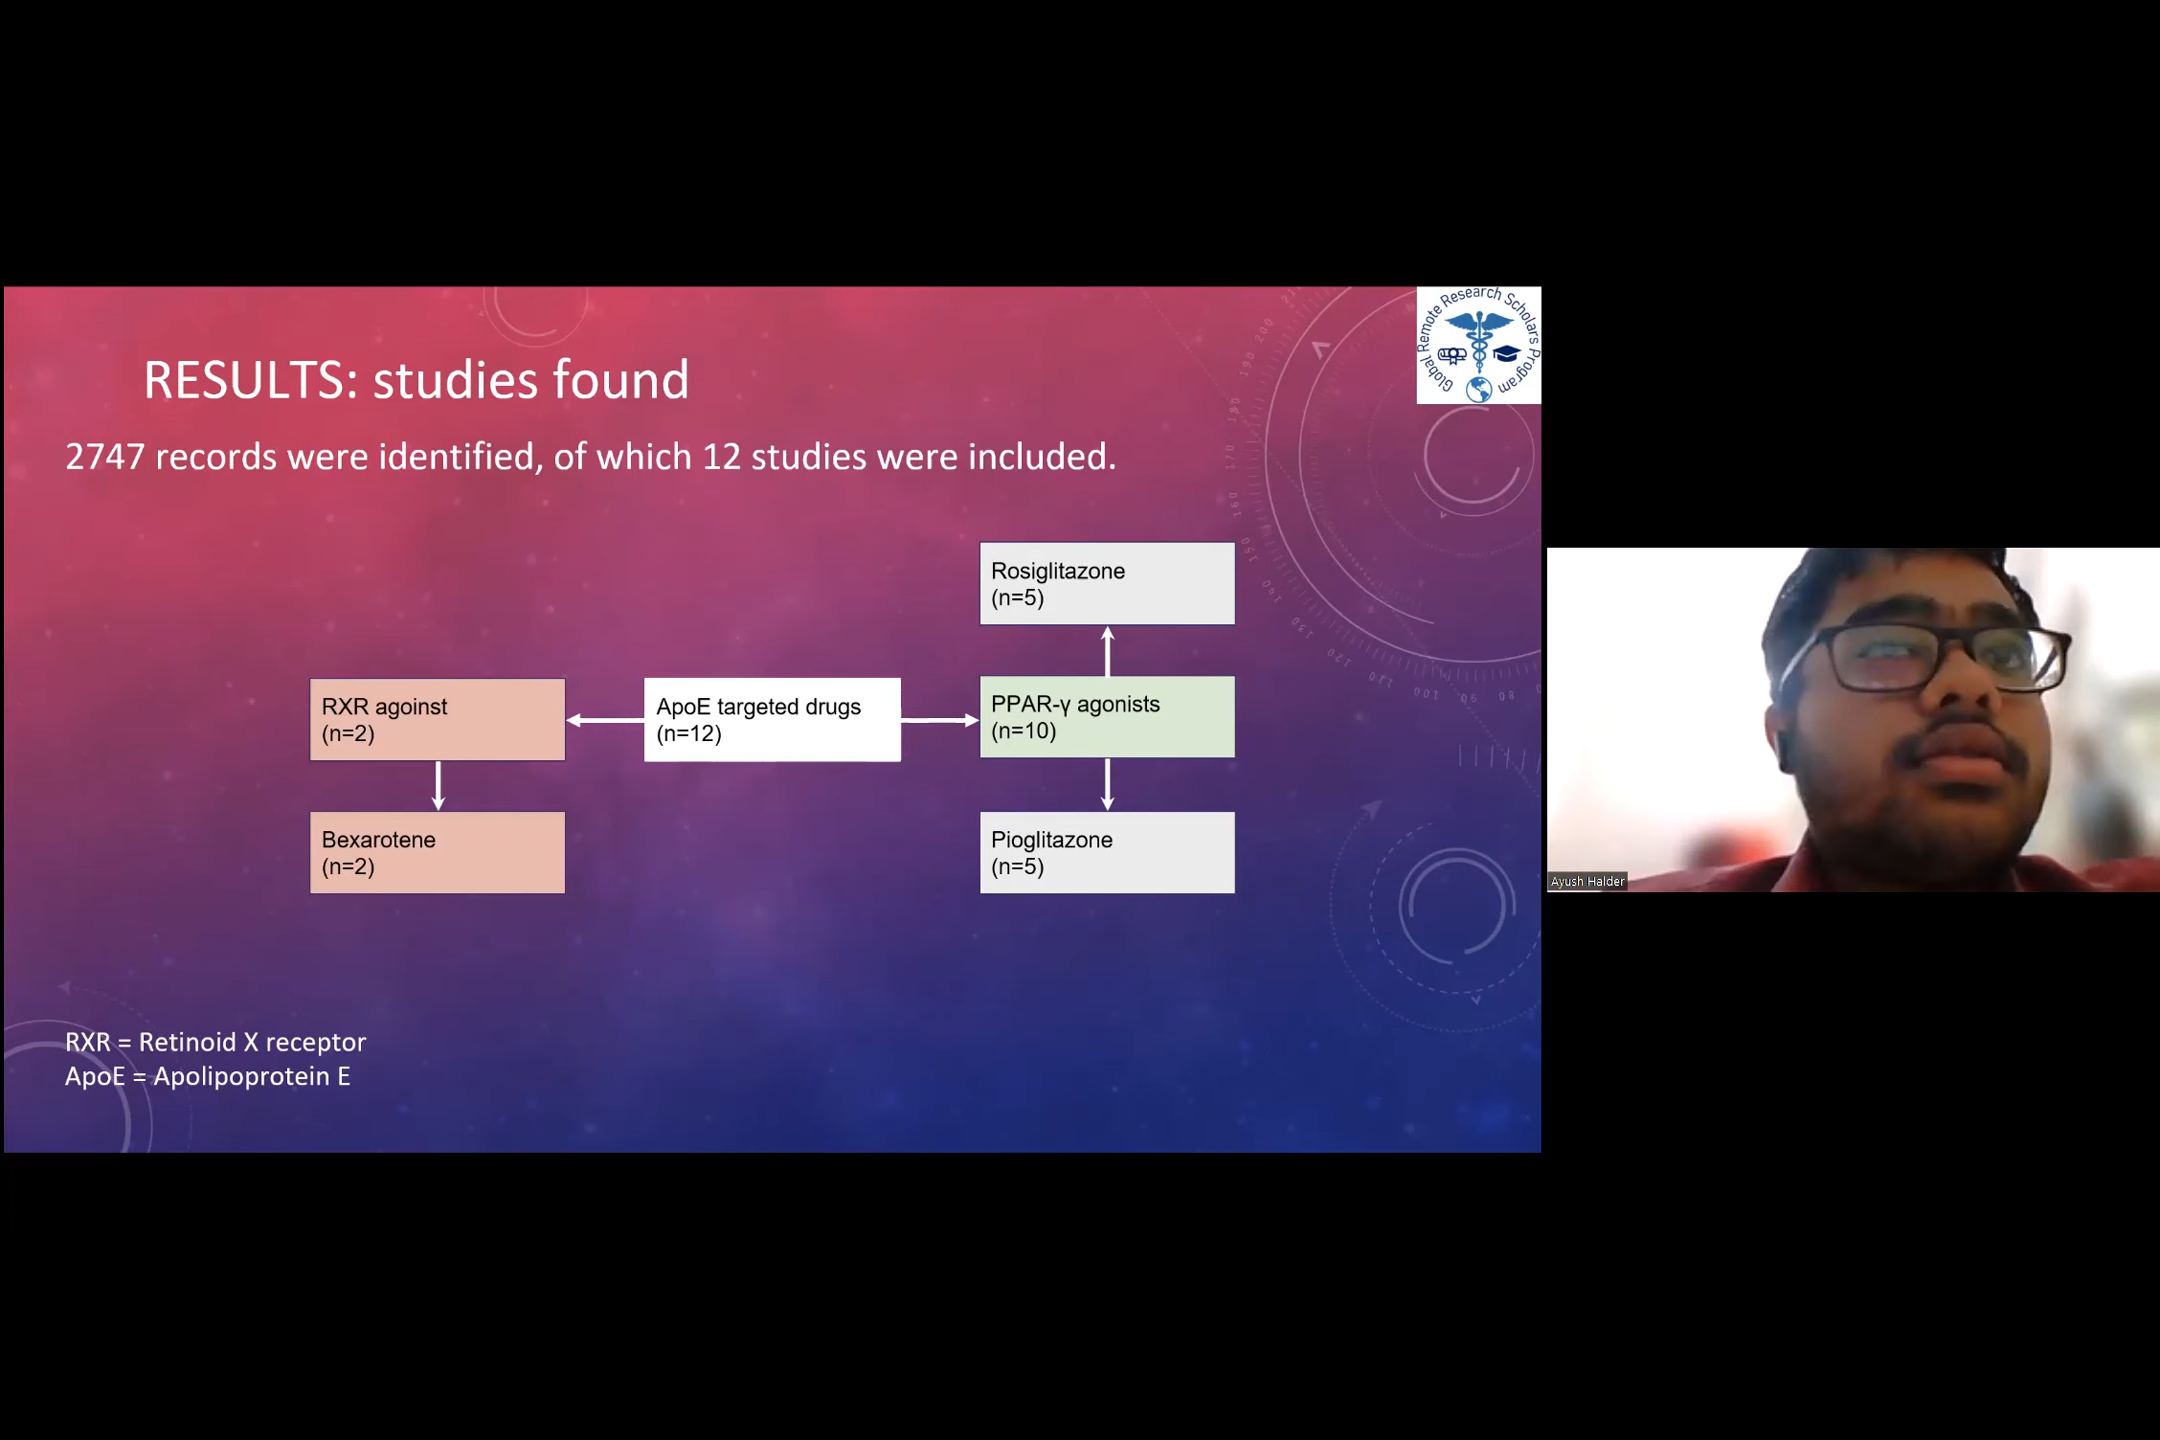 Global Remote Research Scholars Program
RESULTS: studies found
2747 records were identified, of which 12 studies were included.
Rosiglitazone
(n=5)
RXR agoinst
(n=2)
ApoE targeted drugs
(n=12)
PPAR-γ agonists
(n=10)
Bexarotene
(n=2)
Pioglitazone
(n=5)
RXR = Retinoid X receptor
ApoE = Apolipoprotein E
Ayush Halder